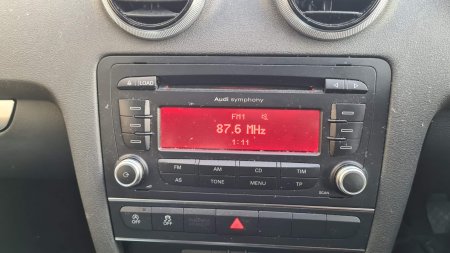 LOAD
Audi symphony
FM1
87.6 MHz
1:11
FM AM CD TIM
AS TONE MENU TP
SCAN
OFF OFF